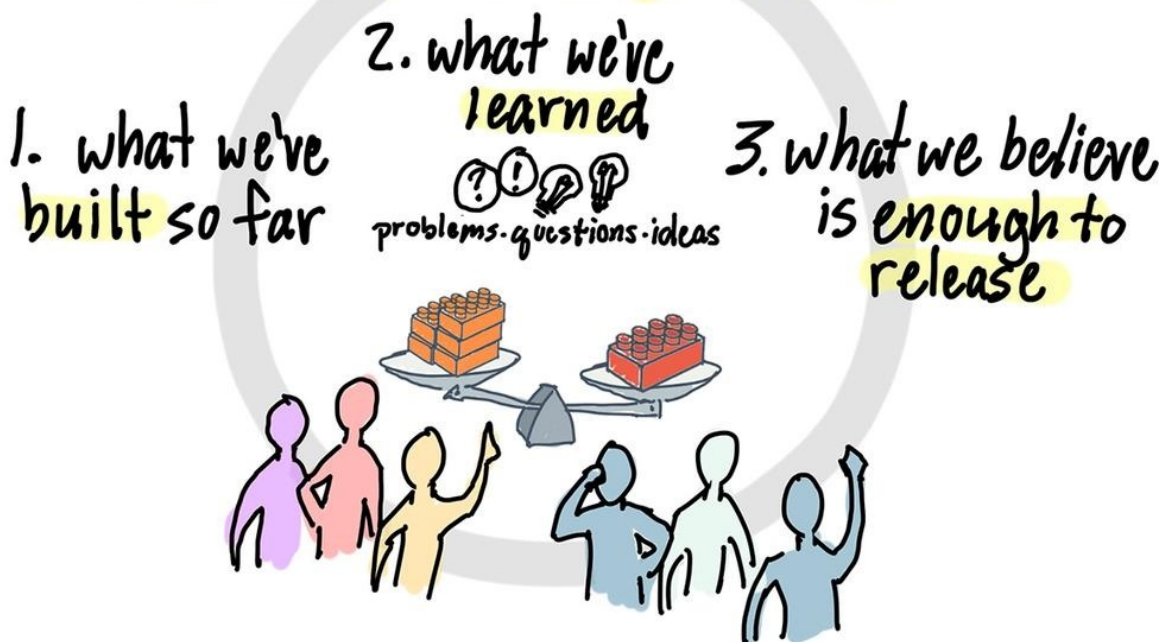 1. what we've
built so far
2. what we've
learned
? !
problems·questions·ideas
3. what we believe
is enough to
release